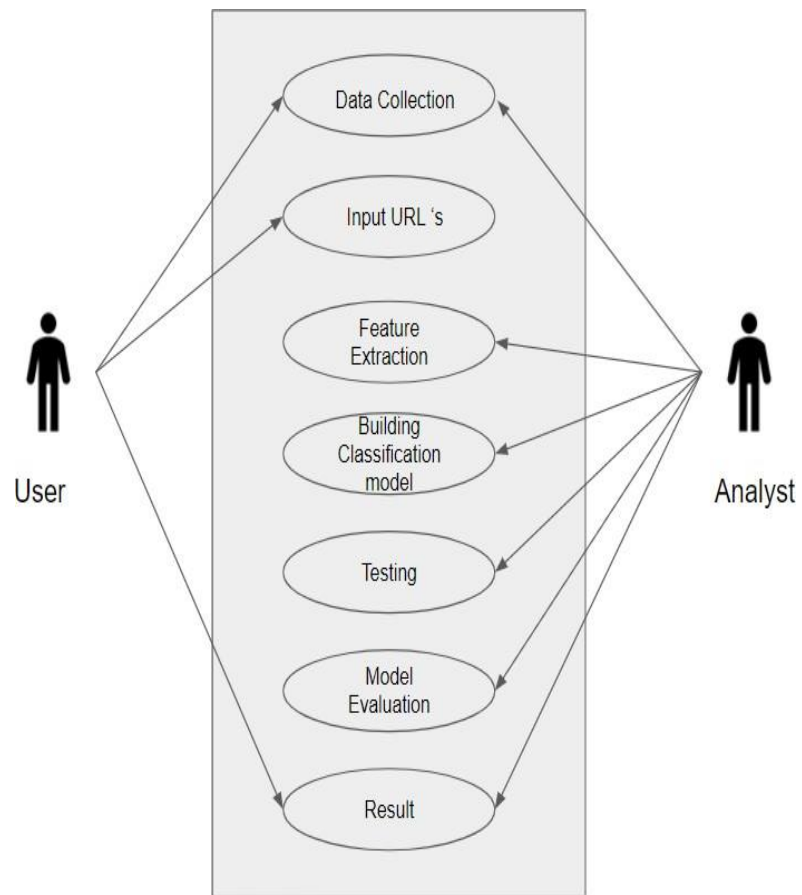 Data Collection
Input URL ‘s
Feature
Extraction
Building
Classification
model
User
Analyst
Testing
Model
Evaluation
Result